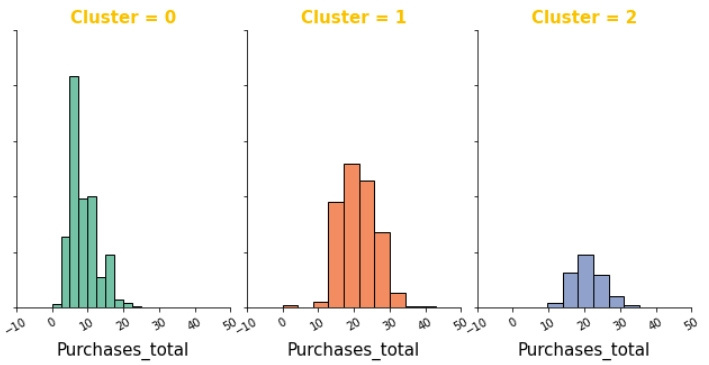 Cluster = 0 Cluster = 1 Cluster = 2
-10 0 10 20 30 40 50 -10 0 10 20 30 40 50 -10 0 10 20 30 40 50
Purchases_total Purchases_total Purchases_total